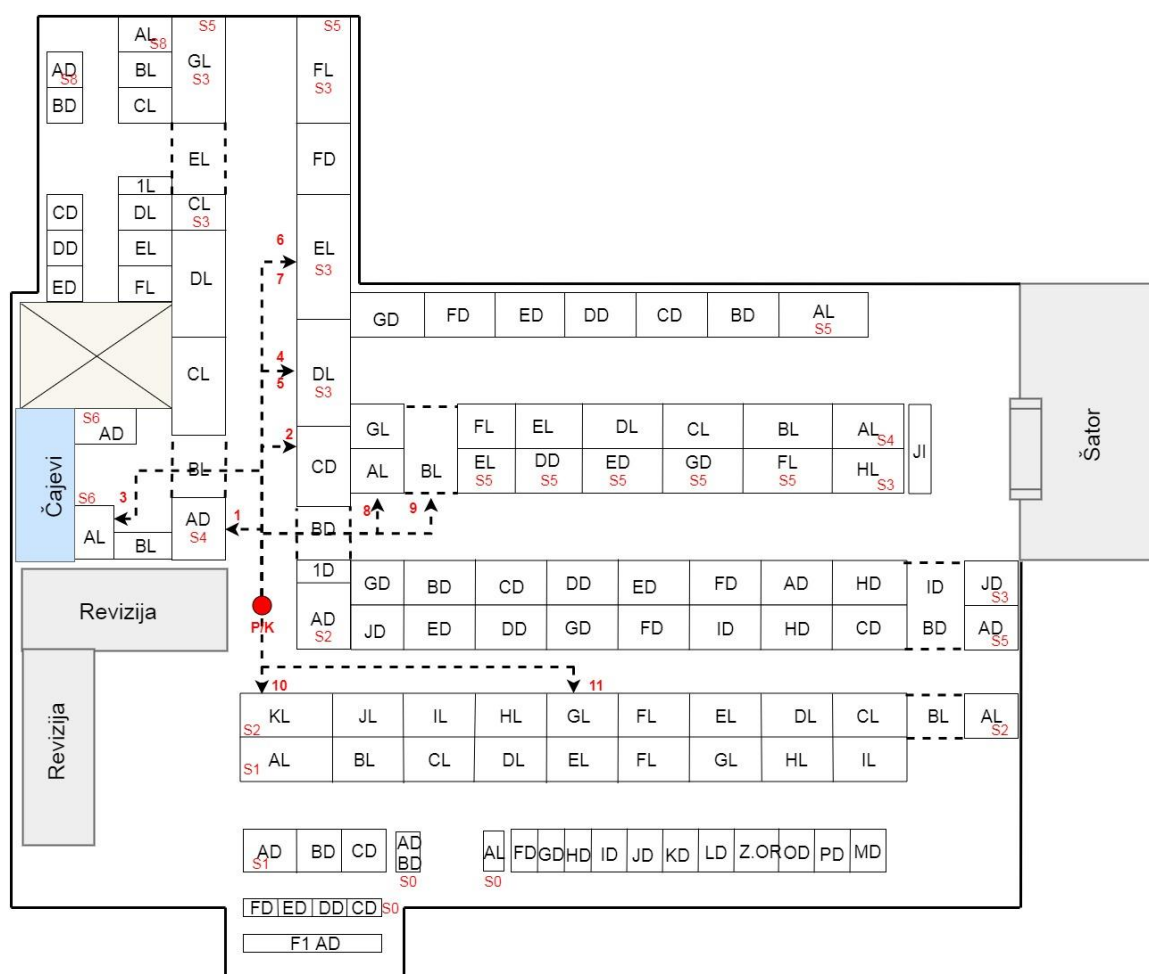 AL S8 S5 S5
AD S8 BL GL S3 FL S3
BD CL
EL FD
1L
CD DL CL S3
6
DD EL DL EL S3
7
ED FL
GD FD ED DD CD BD AL S5
4
CL DL S3
5
S6 AD
2
GL FL EL DL CL BL AL S4
CD
BL AL BL EL S5 DD S5 ED S5 GD S5 FL S5 HL S3 JI
Čajevi
Šator
S6 3
1 8 9
AL BL AD S4 BD
1D
GD BD CD DD ED FD AD HD ID JD S3
Revizija
P/K
AD S2
JD ED DD GD FD ID HD CD BD AD S5
10 11
Revizija
S2 KL JL IL HL GL FL EL DL CL BL AL S2
S1 AL BL CL DL EL FL GL HL IL
AD S1 BD CD AD BD S0 AL S0 FD GD HD ID JD KD LD Z.OR OD PD MD
FD ED DD CD S0
F1 AD